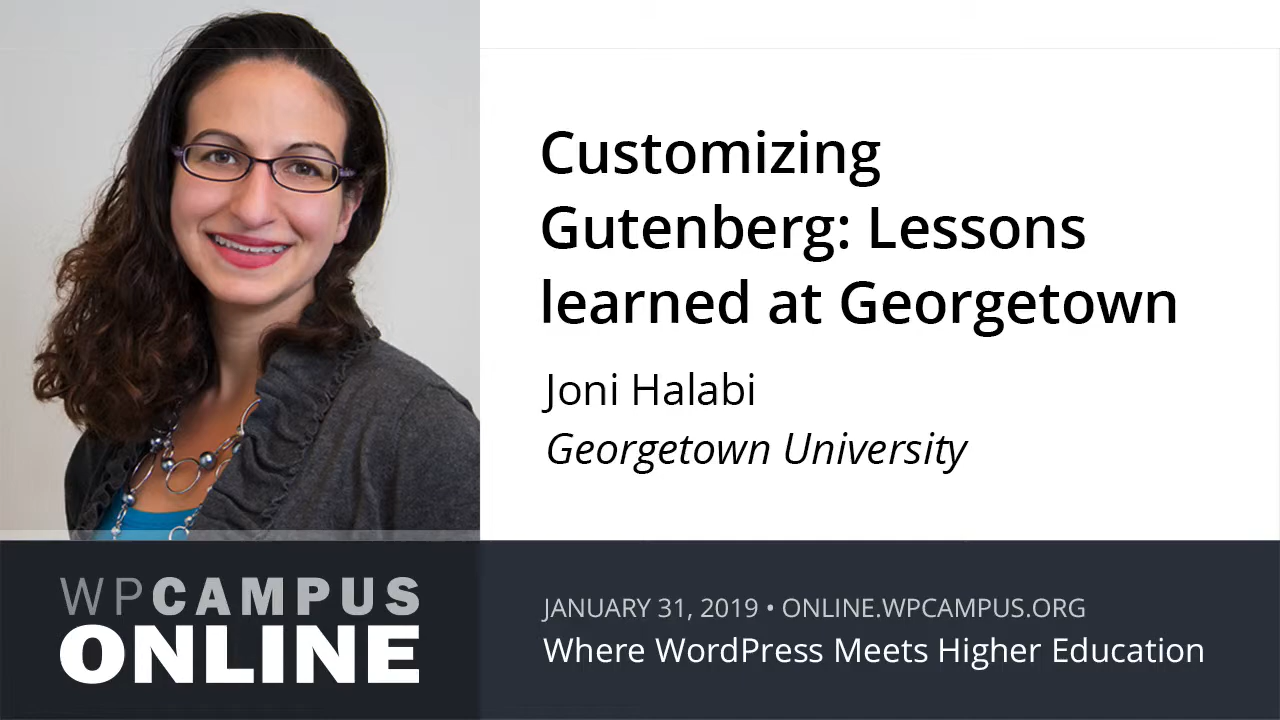 Customizing
Gutenberg: Lessons
learned at Georgetown
Joni Halabi
Georgetown University
WPCAMPUS
ONLINE
JANUARY 31, 2019 • ONLINE.WPCAMPUS.ORG
Where WordPress Meets Higher Education